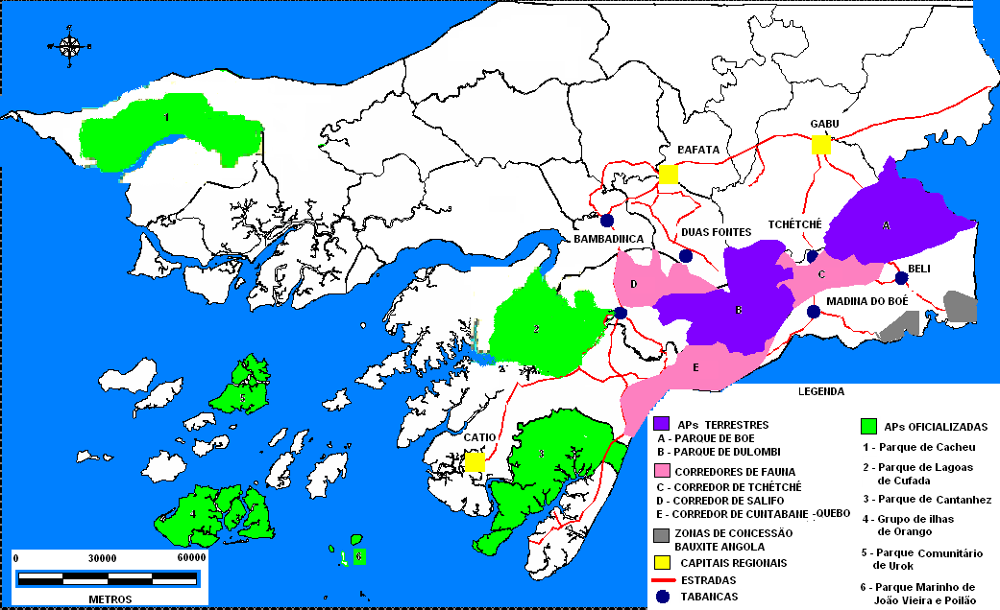 1
GABU
BAFATA
A
TCHÉTCHÉ
DUAS FONTES
BAMBADINCA
BELI
C
D
MADINA DO BOÉ
B
2
E
5
CATIO
3
4
6
0 30000 60000
METROS
LEGENDA
APs TERRESTRES
A - PARQUE DE BOE
B - PARQUE DE DULOMBI
CORREDORES DE FAUNA
C - CORREDOR DE TCHÉTCHÉ
D - CORREDOR DE SALIFO
E - CORREDOR DE CUNTABANE -QUEBO
ZONAS DE CONCESSÃO
BAUXITE ANGOLA
CAPITAIS REGIONAIS
ESTRADAS
TABANCAS
APs OFICIALIZADAS
1 - Parque de Cacheu
2 - Parque de Lagoas
de Cufada
3 - Parque de Cantanhez
4 - Grupo de ilhas
de Orango
5 - Parque Comunitário
de Urok
6 - Parque Marinho de
João Vieira e Poilão